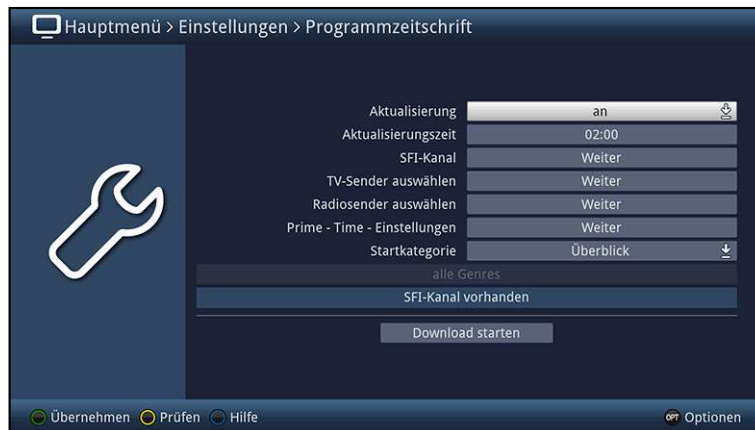 Hauptmenü > Einstellungen > Programmzeitschrift
Aktualisierung an
Aktualisierungszeit 02:00
SFI-Kanal Weiter
TV-Sender auswählen Weiter
Radiosender auswählen Weiter
Prime - Time - Einstellungen Weiter
Startkategorie Überblick
alle Genres
SFI-Kanal vorhanden
Download starten
Übernehmen Prüfen Hilfe OPT Optionen